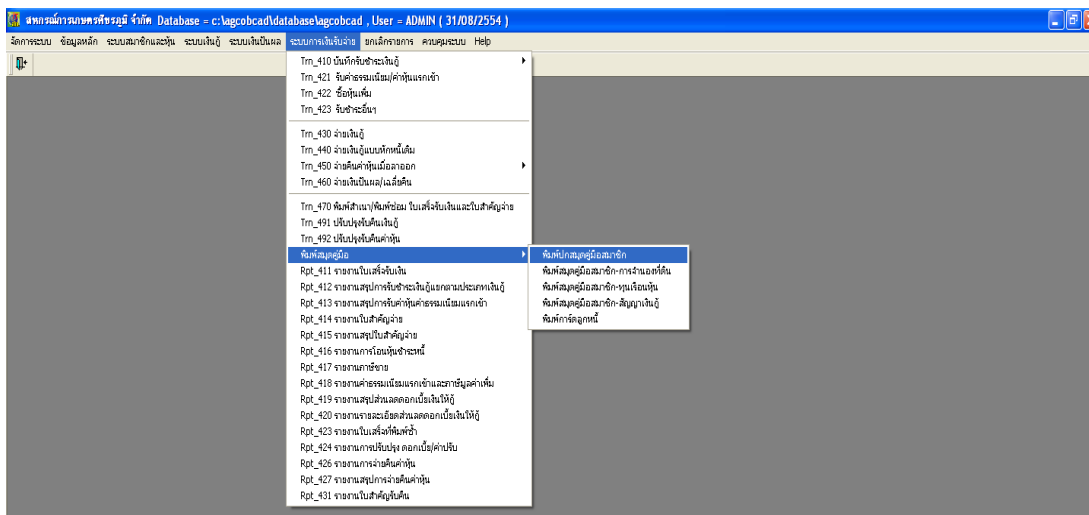 สหกรณ์การเกษตรศีขรภูมิ จำกัด Database = c:\agcobcad\database\agcobcad , User = ADMIN ( 31/08/2554 )
จัดการระบบ ข้อมูลหลัก ระบบสมาชิกและหุ้น ระบบเงินกู้ ระบบเงินปันผล ระบบการเงินรับจ่าย ยกเลิกรายการ ควบคุมระบบ Help
Trn_410 บันทึกรับชำระเงินกู้
Trn_421 รับค่าธรรมเนียม/ค่าหุ้นแรกเข้า
Trn_422 ซื้อหุ้นเพิ่ม
Trn_423 รับชำระอื่นๆ
Trn_430 จ่ายเงินกู้
Trn_440 จ่ายเงินกู้แบบหักหนี้เดิม
Trn_450 จ่ายคืนค่าหุ้นเมื่อลาออก
Trn_460 จ่ายเงินปันผล/เฉลี่ยคืน
Trn_470 พิมพ์สำเนา/พิมพ์ซ่อม ใบเสร็จรับเงินและใบสำคัญจ่าย
Trn_491 ปรับปรุงรับคืนเงินกู้
Trn_492 ปรับปรุงรับคืนค่าหุ้น
พิมพ์สมุดคู่มือ
พิมพ์ปกสมุดคู่มือสมาชิก
พิมพ์สมุดคู่มือสมาชิก-การจำนองที่ดิน
พิมพ์สมุดคู่มือสมาชิก-ทุนเรือนหุ้น
พิมพ์สมุดคู่มือสมาชิก-สัญญาเงินกู้
พิมพ์การ์ดลูกหนี้
Rpt_411 รายงานใบเสร็จรับเงิน
Rpt_412 รายงานสรุปการรับชำระเงินกู้แยกตามประเภทเงินกู้
Rpt_413 รายงานสรุปการรับค่าหุ้นค่าธรรมเนียมแรกเข้า
Rpt_414 รายงานใบสำคัญจ่าย
Rpt_415 รายงานสรุปใบสำคัญจ่าย
Rpt_416 รายงานการโอนหุ้นชำระหนี้
Rpt_417 รายงานภาษีขาย
Rpt_418 รายงานค่าธรรมเนียมแรกเข้าและภาษีมูลค่าเพิ่ม
Rpt_419 รายงานสรุปส่วนลดดอกเบี้ยเงินให้กู้
Rpt_420 รายงานรายละเอียดส่วนลดดอกเบี้ยเงินให้กู้
Rpt_423 รายงานใบเสร็จที่พิมพ์ซ้ำ
Rpt_424 รายงานการปรับปรุง ดอกเบี้ย/ค่าปรับ
Rpt_426 รายงานการจ่ายคืนค่าหุ้น
Rpt_427 รายงานสรุปการจ่ายคืนค่าหุ้น
Rpt_431 รายงานใบสำคัญรับคืน